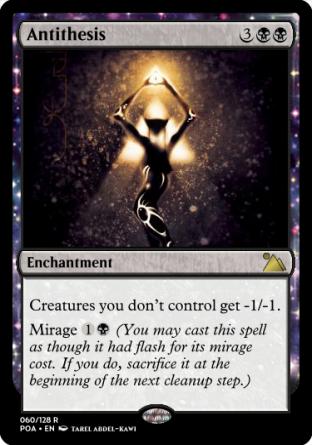 Antithesis 3
Enchantment
Creatures you don't control get -1/-1.
Mirage 1 (You may cast this spell
as though it had flash for its mirage
cost. If you do, sacrifice it at the
beginning of the next cleanup step.)
060/128 R
POA • EN TAREL ABDEL-KAWI